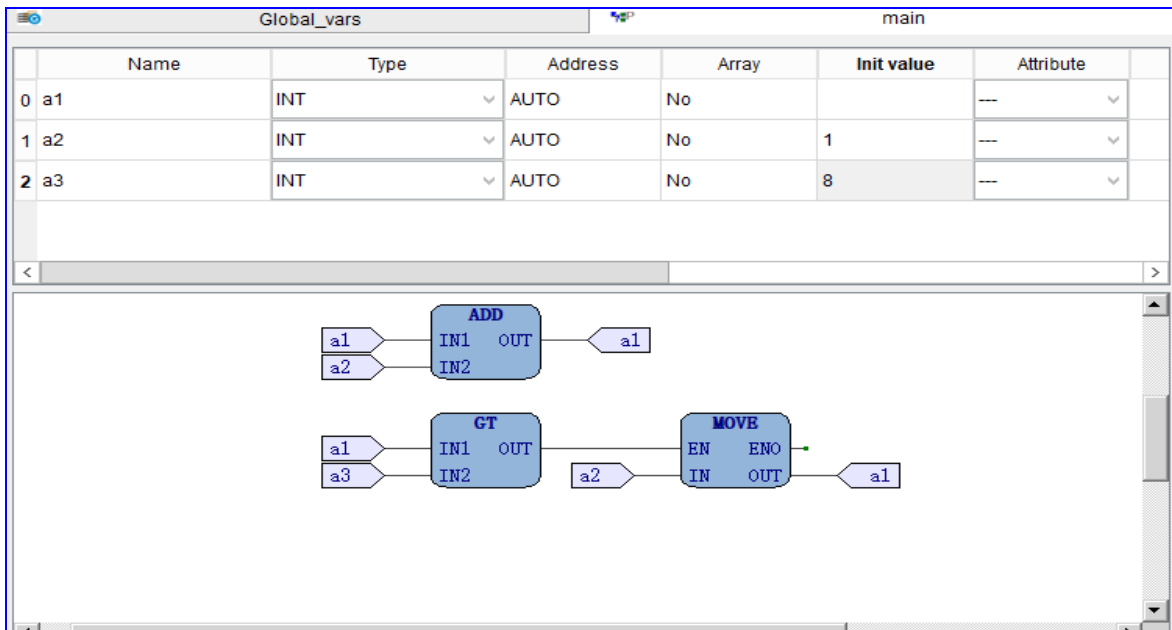 Global_vars main
Name Type Address Array Init value Attribute
0 a1 INT AUTO No ---
1 a2 INT AUTO No 1 ---
2 a3 INT AUTO No 8 ---
ADD
a1 IN1 OUT a1
a2 IN2
GT MOVE
a1 IN1 OUT EN ENO
a3 IN2 a2 IN OUT a1